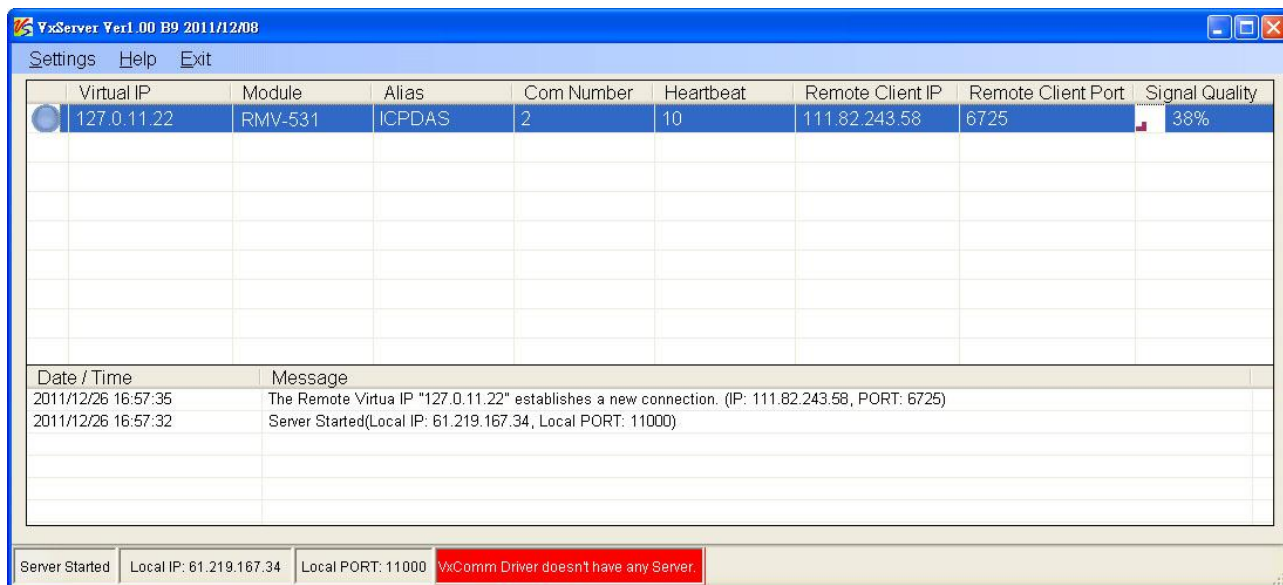 VxServer Ver1.00 B9 2011/12/08
Settings Help Exit
Virtual IP Module Alias Com Number Heartbeat Remote Client IP Remote Client Port Signal Quality
127.0.11.22 RMV-531 ICPDAS 2 10 111.82.243.58 6725 38%
Date / Time Message
2011/12/26 16:57:35 The Remote Virtua IP "127.0.11.22" establishes a new connection. (IP: 111.82.243.58, PORT: 6725)
2011/12/26 16:57:32 Server Started(Local IP: 61.219.167.34, Local PORT: 11000)
Server Started Local IP: 61.219.167.34 Local PORT: 11000 VxComm Driver doesn't have any Server.